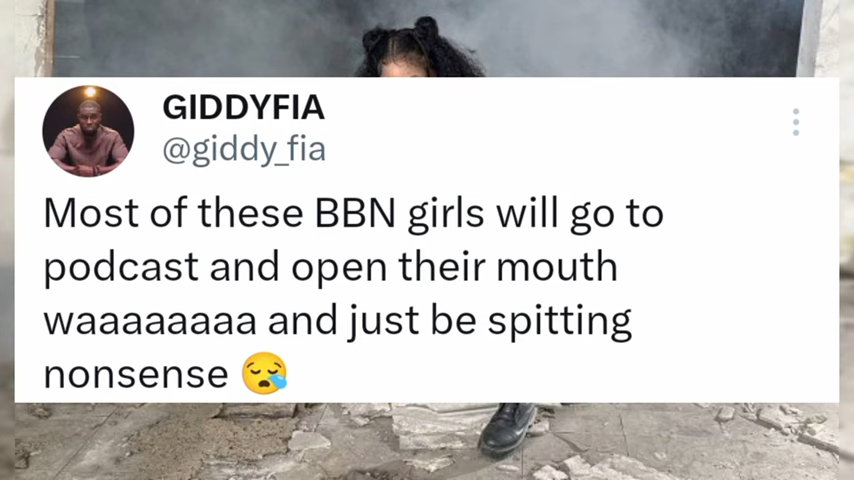 GIDDYFIA
@giddy_fia
Most of these BBN girls will go to
podcast and open their mouth
waaaaaaaa and just be spitting
nonsense 😪